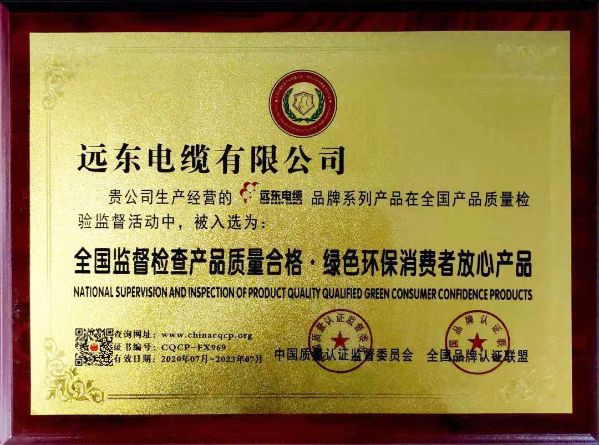 远东电缆有限公司
贵公司生产经营的 远东电缆 品牌系列产品在全国产品质量检
验监督活动中，被入选为：
全国监督检查产品质量合格·绿色环保消费者放心产品
NATIONAL SUPERVISION AND INSPECTION OF PRODUCT QUALITY QUALIFIED GREEN CONSUMER CONFIDENCE PRODUCTS
查询网址：www.chinacqcp.org
证书编号：CQCP-FX969
有效日期：2020年07月-2023年07月
中国质量认证监督委员会 全国品牌认证联盟